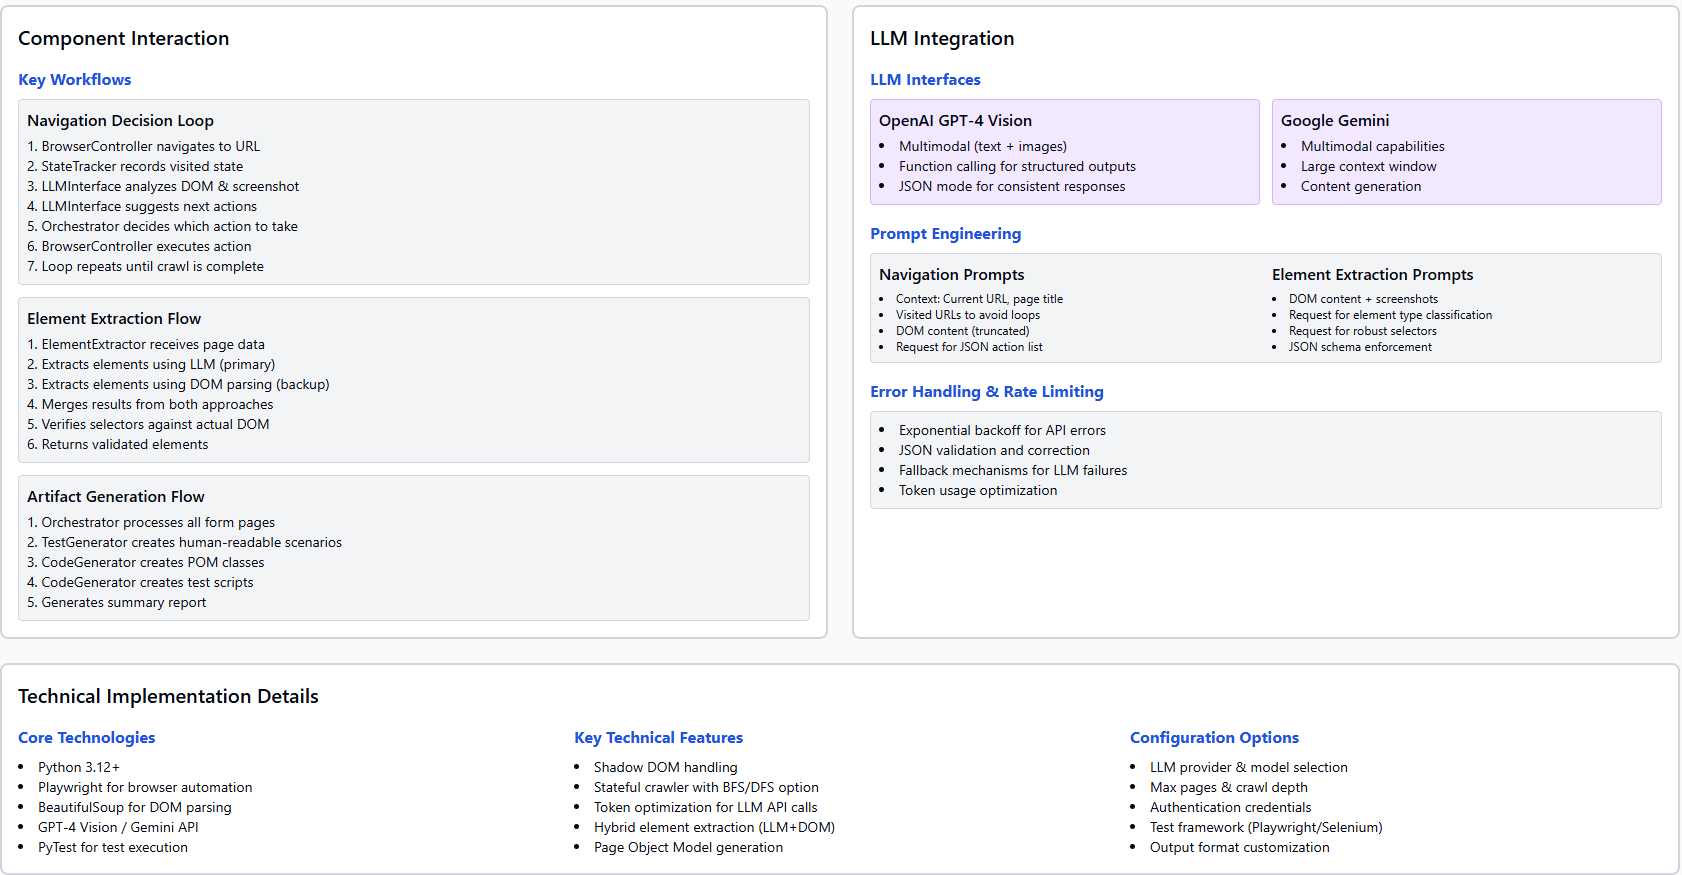 Component Interaction
Key Workflows
Navigation Decision Loop
1. BrowserController navigates to URL
2. StateTracker records visited state
3. LLMInterface analyzes DOM & screenshot
4. LLMInterface suggests next actions
5. Orchestrator decides which action to take
6. BrowserController executes action
7. Loop repeats until crawl is complete
Element Extraction Flow
1. ElementExtractor receives page data
2. Extracts elements using LLM (primary)
3. Extracts elements using DOM parsing (backup)
4. Merges results from both approaches
5. Verifies selectors against actual DOM
6. Returns validated elements
Artifact Generation Flow
1. Orchestrator processes all form pages
2. TestGenerator creates human-readable scenarios
3. CodeGenerator creates POM classes
4. CodeGenerator creates test scripts
5. Generates summary report
LLM Integration
LLM Interfaces
OpenAI GPT-4 Vision
• Multimodal (text + images)
• Function calling for structured outputs
• JSON mode for consistent responses
Google Gemini
• Multimodal capabilities
• Large context window
• Content generation
Prompt Engineering
Navigation Prompts
• Context: Current URL, page title
• Visited URLs to avoid loops
• DOM content (truncated)
• Request for JSON action list
Element Extraction Prompts
• DOM content + screenshots
• Request for element type classification
• Request for robust selectors
• JSON schema enforcement
Error Handling & Rate Limiting
• Exponential backoff for API errors
• JSON validation and correction
• Fallback mechanisms for LLM failures
• Token usage optimization
Technical Implementation Details
Core Technologies
• Python 3.12+
• Playwright for browser automation
• BeautifulSoup for DOM parsing
• GPT-4 Vision / Gemini API
• PyTest for test execution
Key Technical Features
• Shadow DOM handling
• Stateful crawler with BFS/DFS option
• Token optimization for LLM API calls
• Hybrid element extraction (LLM+DOM)
• Page Object Model generation
Configuration Options
• LLM provider & model selection
• Max pages & crawl depth
• Authentication credentials
• Test framework (Playwright/Selenium)
• Output format customization